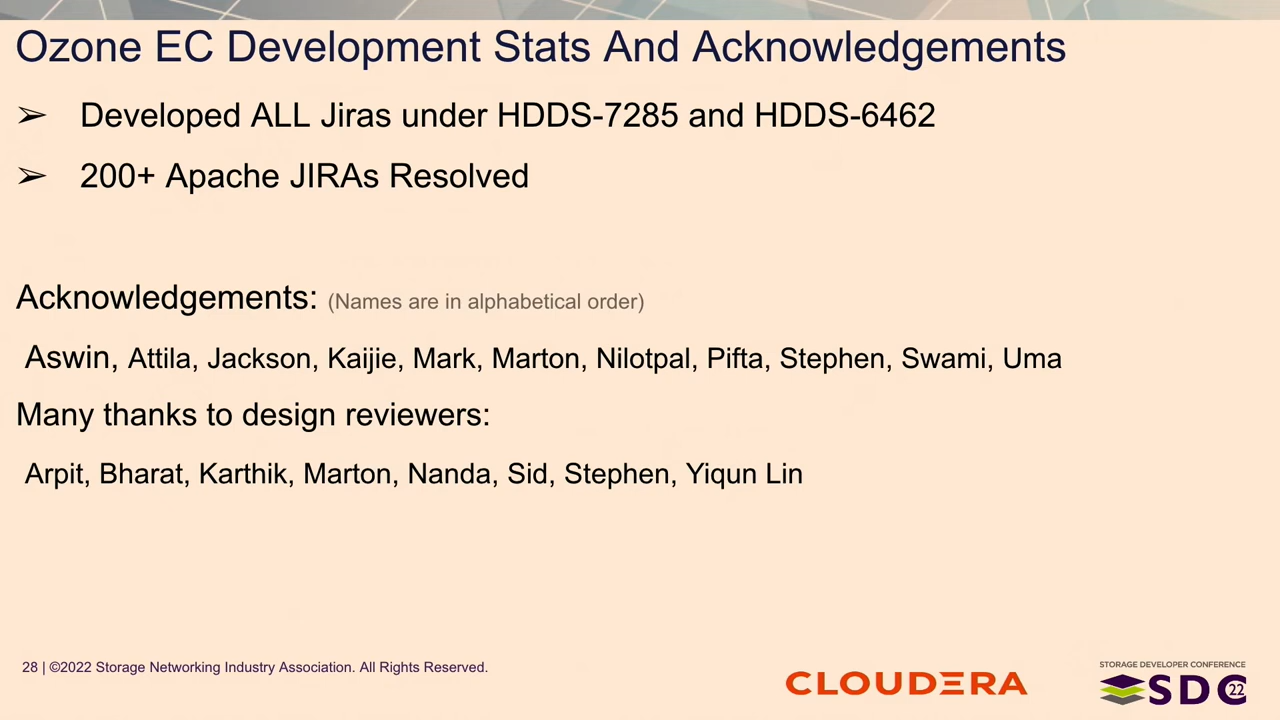 Ozone EC Development Stats And Acknowledgements
➢ Developed ALL Jiras under HDDS-7285 and HDDS-6462
➢ 200+ Apache JIRAs Resolved
Acknowledgements: (Names are in alphabetical order)
Aswin, Attila, Jackson, Kaijie, Mark, Marton, Nilotpal, Pifta, Stephen, Swami, Uma
Many thanks to design reviewers:
Arpit, Bharat, Karthik, Marton, Nanda, Sid, Stephen, Yiqun Lin
28 | ©2022 Storage Networking Industry Association. All Rights Reserved.
CLOUDERA
STORAGE DEVELOPER CONFERENCE
SDC 22